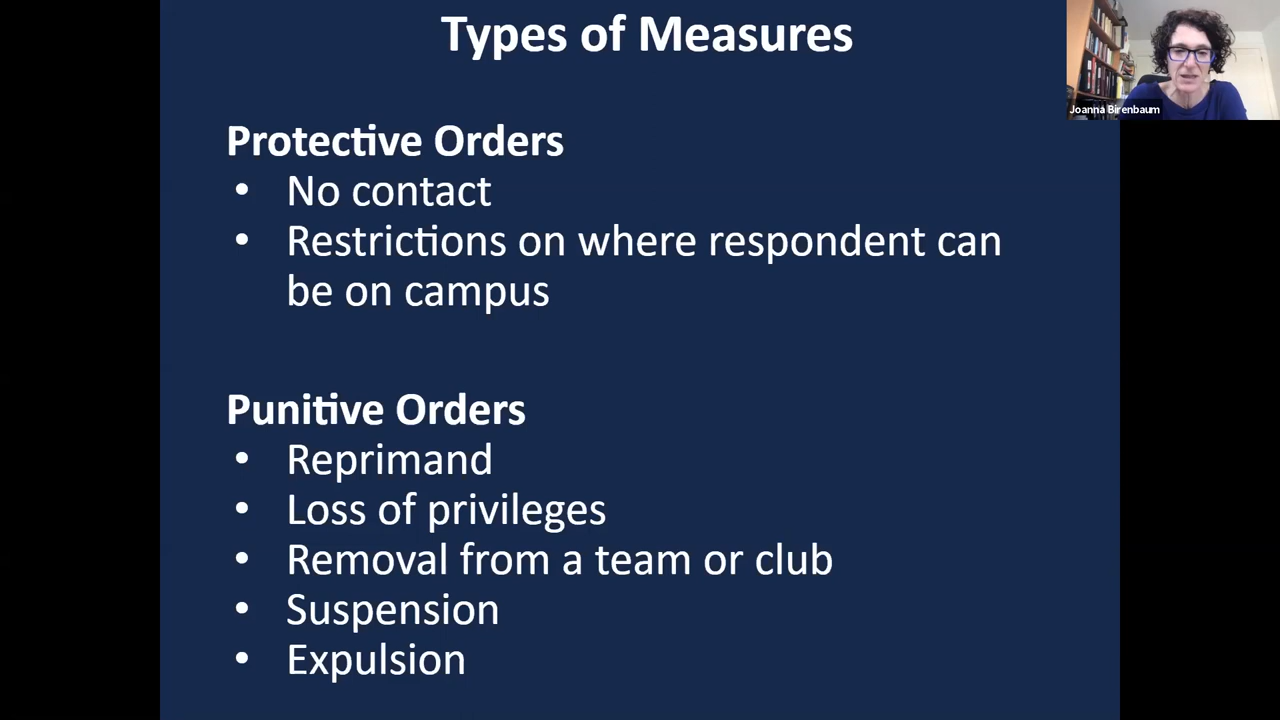 Types of Measures
Joanna Birenbaum
Protective Orders
• No contact
• Restrictions on where respondent can
be on campus
Punitive Orders
• Reprimand
• Loss of privileges
• Removal from a team or club
• Suspension
• Expulsion